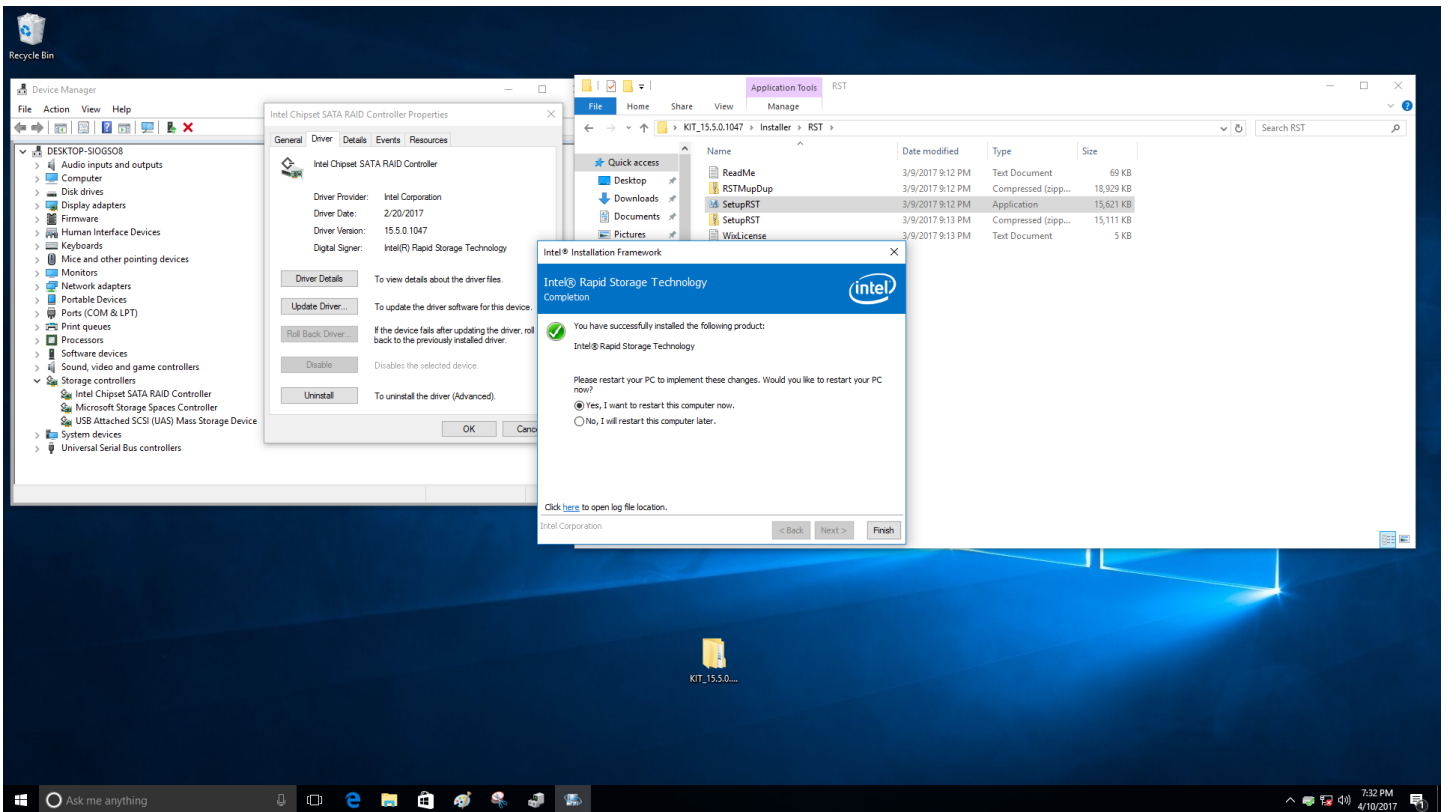 Recycle Bin
Device Manager
File Action View Help
DESKTOP-SIOGSO8
Audio inputs and outputs
Computer
Disk drives
Display adapters
Firmware
Human Interface Devices
Keyboards
Mice and other pointing devices
Monitors
Network adapters
Portable Devices
Ports (COM & LPT)
Print queues
Processors
Software devices
Sound, video and game controllers
Storage controllers
Intel Chipset SATA RAID Controller
Microsoft Storage Spaces Controller
USB Attached SCSI (UAS) Mass Storage Device
System devices
Universal Serial Bus controllers
Intel Chipset SATA RAID Controller Properties
General Driver Details Events Resources
Intel Chipset SATA RAID Controller
Driver Provider: Intel Corporation
Driver Date: 2/20/2017
Driver Version: 15.5.0.1047
Digital Signer: Intel(R) Rapid Storage Technology
Driver Details To view details about the driver files.
Update Driver... To update the driver software for this device.
Roll Back Driver... If the device fails after updating the driver, roll
back to the previously installed driver.
Disable Disables the selected device.
Uninstall To uninstall the driver (Advanced).
OK Canc
Application Tools RST
File Home Share View Manage
KIT_15.5.0.1047 > Installer > RST >
Search RST
Quick access
Desktop
Downloads
Documents
Pictures
Name Date modified Type Size
ReadMe 3/9/2017 9:12 PM Text Document 69 KB
RSTMupDup 3/9/2017 9:12 PM Compressed (zipp... 18,929 KB
SetupRST 3/9/2017 9:12 PM Application 15,621 KB
SetupRST 3/9/2017 9:13 PM Compressed (zipp... 15,111 KB
WixLicense 3/9/2017 9:13 PM Text Document 5 KB
Intel® Installation Framework
Intel® Rapid Storage Technology
Completion
intel
You have successfully installed the following product:
Intel® Rapid Storage Technology
Please restart your PC to implement these changes. Would you like to restart your PC
now?
Yes, I want to restart this computer now.
No, I will restart this computer later.
Click here to open log file location.
Intel Corporation
< Back Next > Finish
KIT_15.5.0....
Ask me anything
7:32 PM
4/10/2017
1